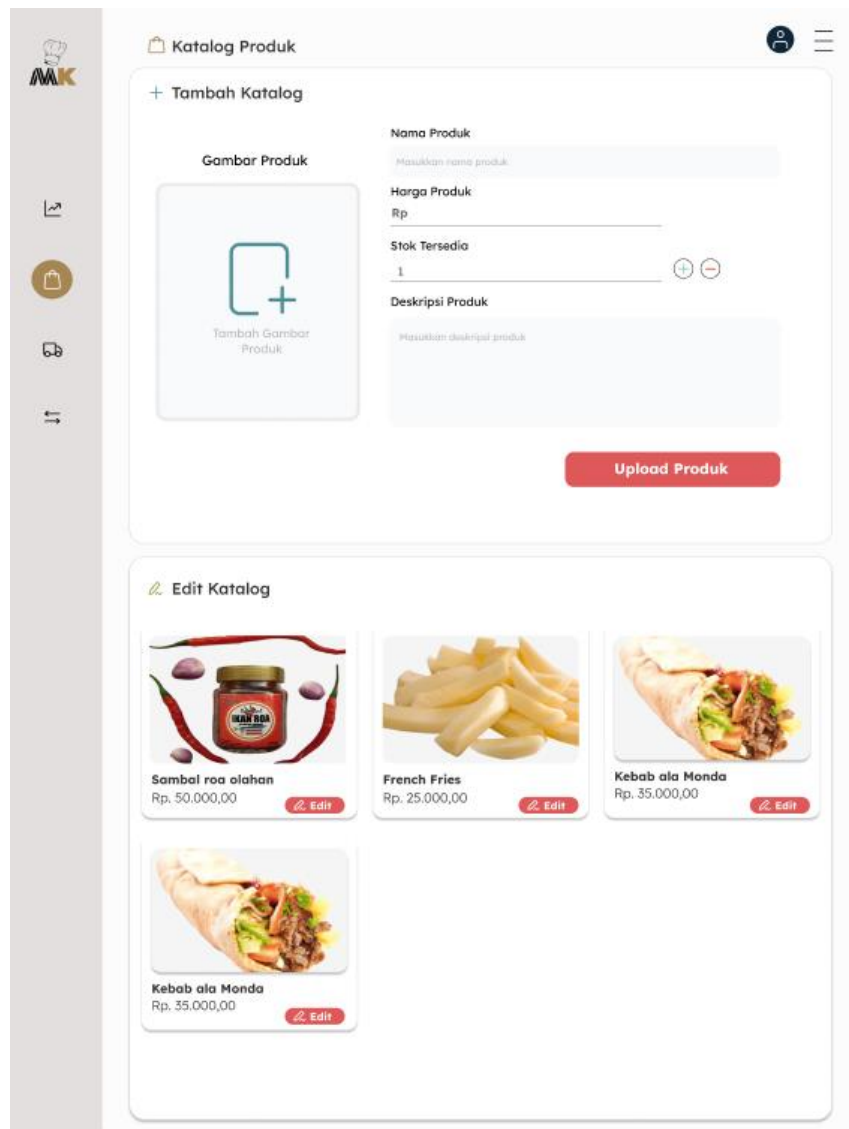 MK
Katalog Produk
Tambah Katalog
Gambar Produk
Tambah Gambar
Produk
Nama Produk
Masukkan nama produk
Harga Produk
Rp
Stok Tersedia
1
Deskripsi Produk
Masukkan deskripsi produk
Upload Produk
Edit Katalog
IKAN ROA
Sambal roa olahan
Rp. 50.000,00
Edit
French Fries
Rp. 25.000,00
Edit
Kebab ala Monda
Rp. 35.000,00
Edit
Kebab ala Monda
Rp. 35.000,00
Edit